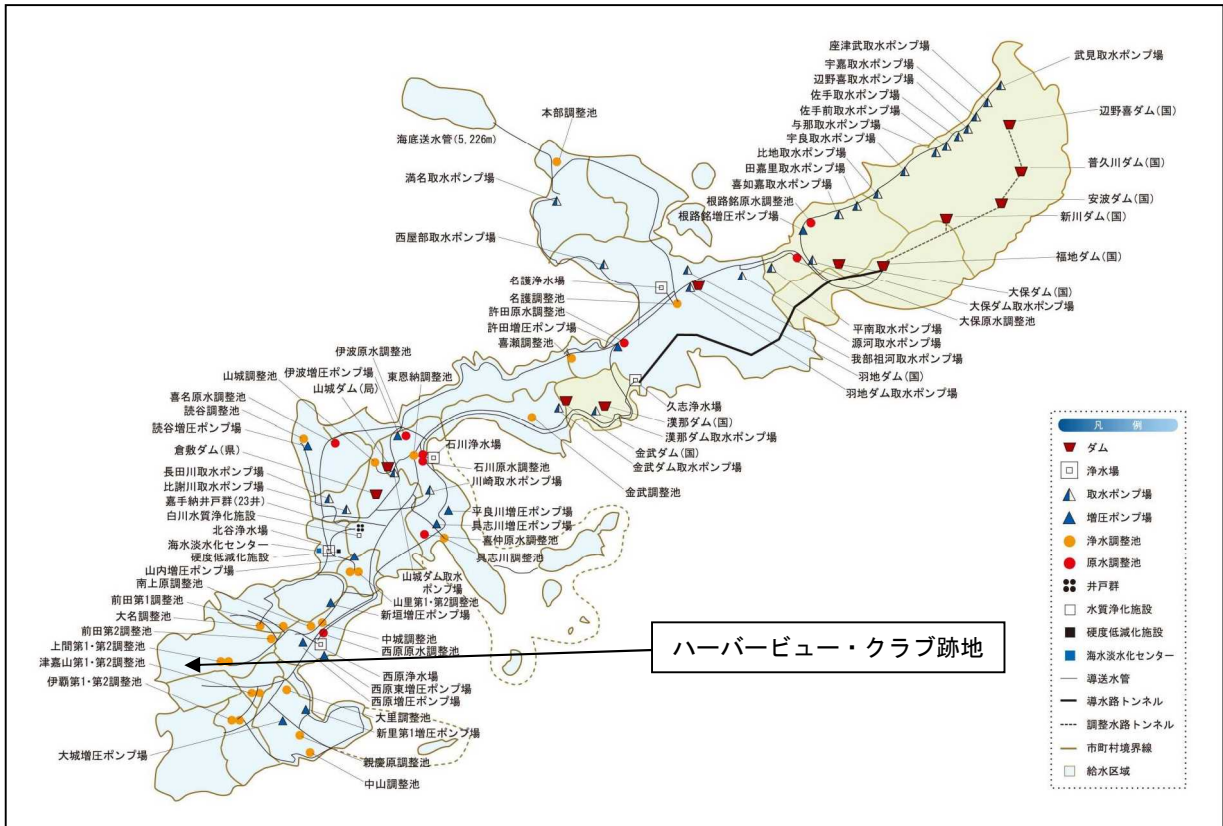 座津武取水ポンプ場
宇嘉取水ポンプ場
辺野喜取水ポンプ場
佐手取水ポンプ場
佐手前取水ポンプ場
与那取水ポンプ場
宇良取水ポンプ場
比地取水ポンプ場
田嘉里取水ポンプ場
喜如嘉取水ポンプ場
根路銘原水調整池
根路銘増圧ポンプ場
武見取水ポンプ場
辺野喜ダム(国)
普久川ダム(国)
安波ダム(国)
新川ダム(国)
福地ダム(国)
大保ダム(国)
大保ダム取水ポンプ場
大保原水調整池
平南取水ポンプ場
源河取水ポンプ場
我部祖河取水ポンプ場
羽地ダム(国)
羽地ダム取水ポンプ場
本部調整池
海底送水管(5,226m)
満名取水ポンプ場
西屋部取水ポンプ場
名護浄水場
名護調整池
許田原水調整池
許田増圧ポンプ場
喜瀬調整池
久志浄水場
漢那ダム(国)
漢那ダム取水ポンプ場
金武ダム(国)
金武ダム取水ポンプ場
金武調整池
伊波原水調整池
伊波増圧ポンプ場
東恩納調整池
山城調整池
山城ダム(局)
喜名原水調整池
読谷調整池
読谷増圧ポンプ場
倉敷ダム(県)
長田川取水ポンプ場
比謝川取水ポンプ場
嘉手納井戸群(23井)
白川水質浄化施設
北谷浄水場
海水淡水化センター
硬度低減化施設
山内増圧ポンプ場
南上原調整池
前田第1調整池
大名調整池
前田第2調整池
上間第1・第2調整池
津嘉山第1・第2調整池
伊覇第1・第2調整池
大城増圧ポンプ場
石川浄水場
石川原水調整池
川崎取水ポンプ場
平良川増圧ポンプ場
具志川増圧ポンプ場
喜仲原水調整池
具志川調整池
山城ダム取水
ポンプ場
山里第1・第2調整池
新垣増圧ポンプ場
中城調整池
西原原水調整池
西原浄水場
西原東増圧ポンプ場
西原増圧ポンプ場
大里調整池
新里第1増圧ポンプ場
親慶原調整池
中山調整池
ハーバービュー・クラブ跡地
凡例
ダム
浄水場
取水ポンプ場
増圧ポンプ場
浄水調整池
原水調整池
井戸群
水質浄化施設
硬度低減化施設
海水淡水化センター
導送水管
導水路トンネル
調整水路トンネル
市町村境界線
給水区域